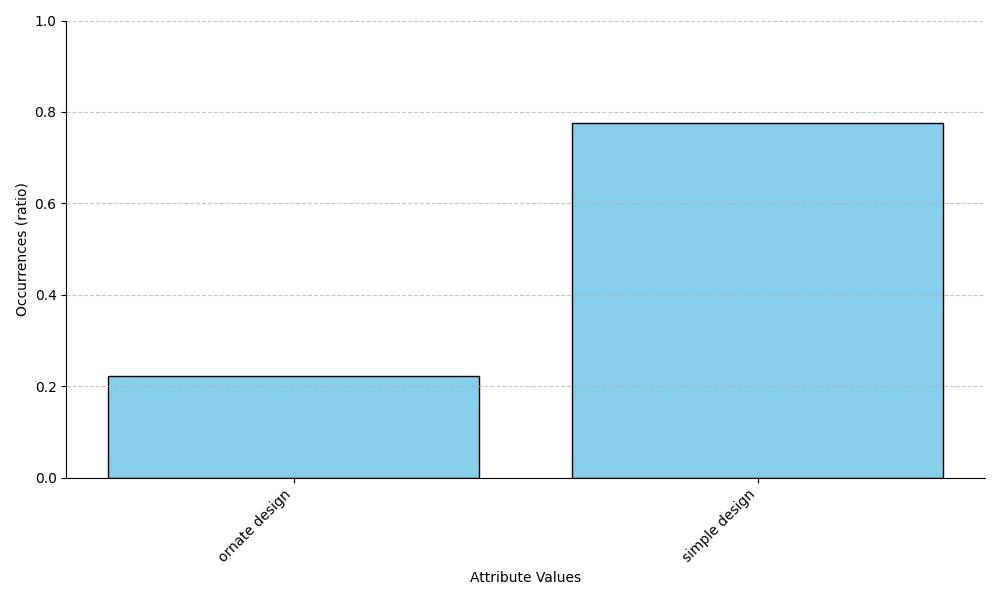 1.0
0.8
0.6
0.4
0.2
0.0
Occurrences (ratio)
ornate design
simple design
Attribute Values